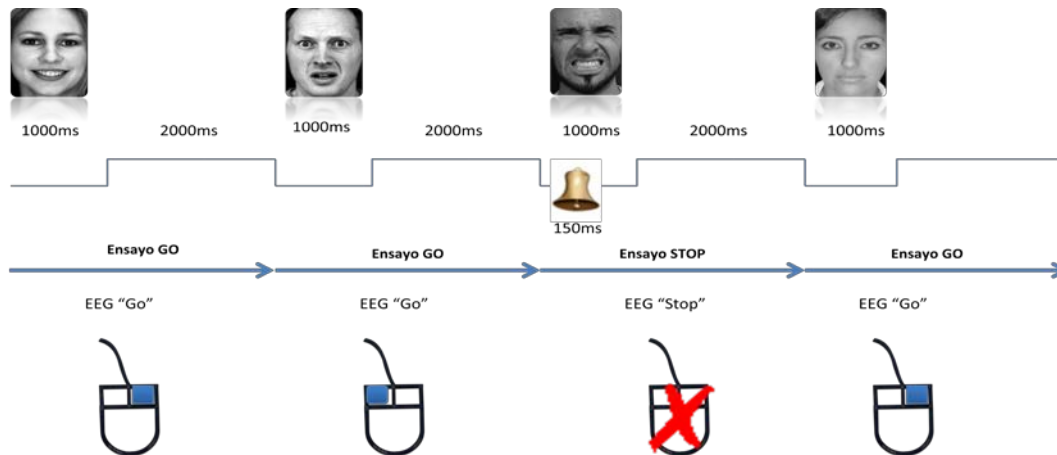 1000ms
2000ms
1000ms
2000ms
1000ms
2000ms
1000ms
150ms
Ensayo GO
Ensayo GO
Ensayo STOP
Ensayo GO
EEG “Go”
EEG “Go”
EEG “Stop”
EEG “Go”